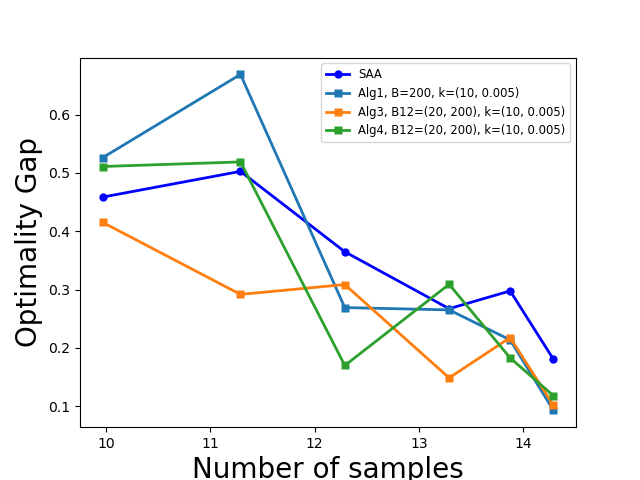 SAA
Alg1, B=200, k=(10, 0.005)
Alg3, B12=(20, 200), k=(10, 0.005)
Alg4, B12=(20, 200), k=(10, 0.005)
Optimality Gap
0.6
0.5
0.4
0.3
0.2
0.1
10 11 12 13 14
Number of samples